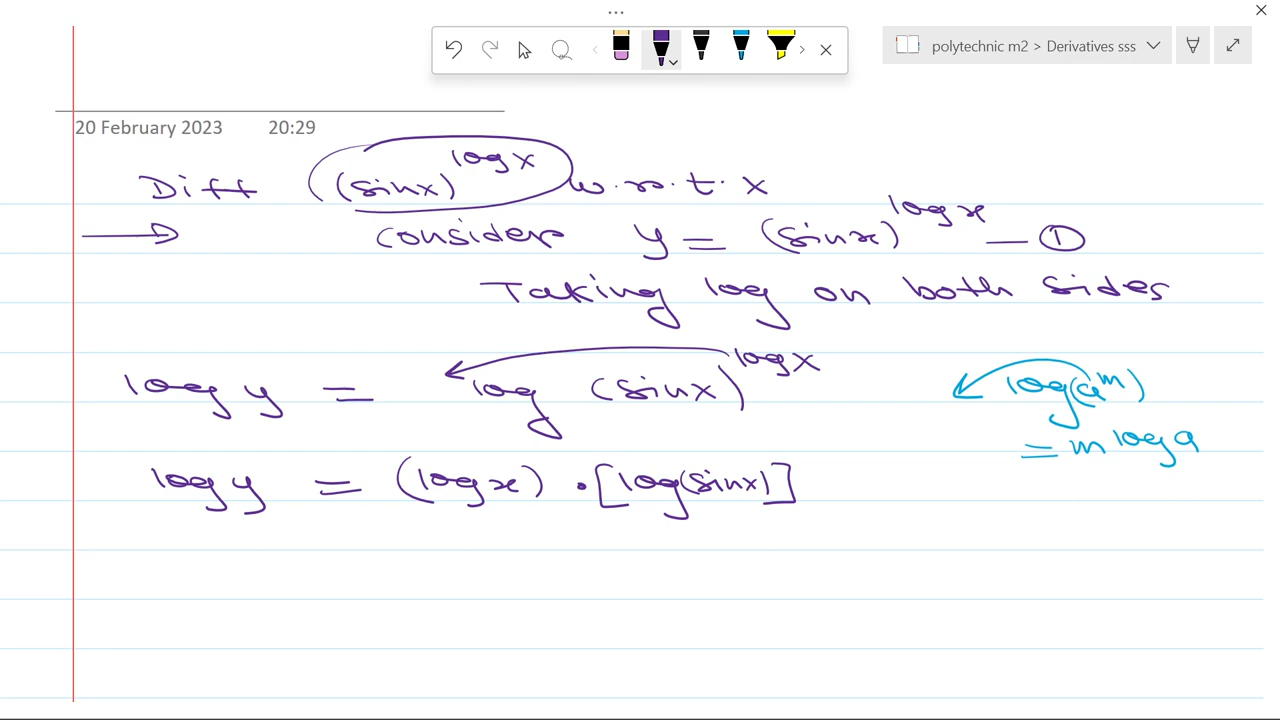 polytechnic m2 > Derivatives sss
20 February 2023 20:29
Diff (sinx)^logx w.r.t. x
consider y = (sinx)^logx — ①
Taking log on both sides
log y = log (sinx)^logx
log(a^m)
= m log a
log y = (logx) · [log(sinx)]